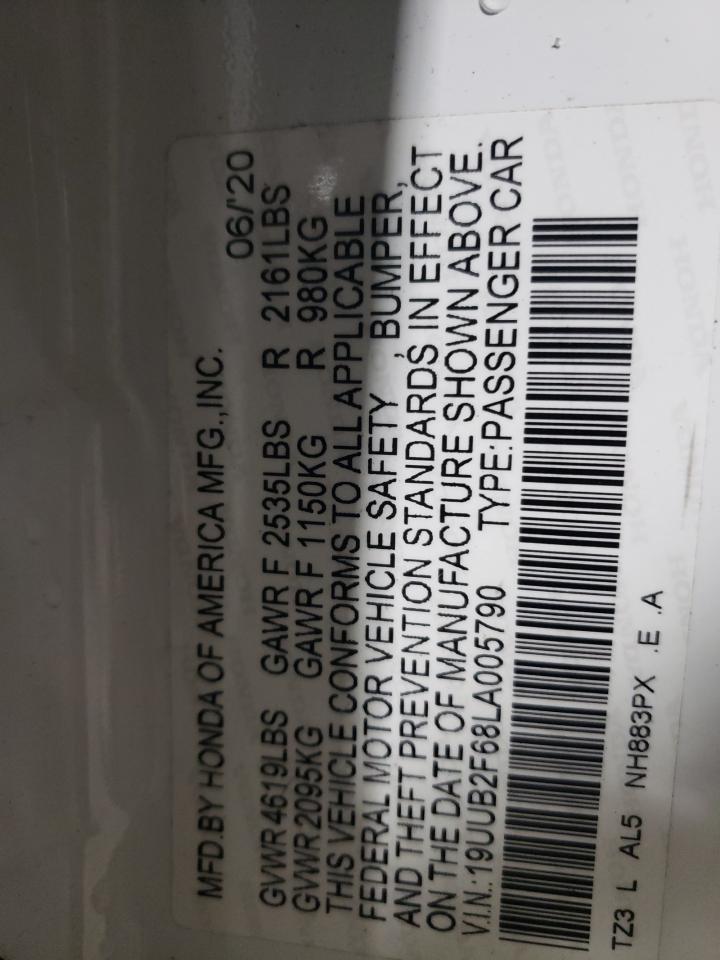 MFD.BY HONDA OF AMERICA MFG.,INC. 06/'20
GVWR 4619LBS GAWR F 2535LBS R 2161LBS
GVWR 2095KG GAWR F 1150KG R 980KG
THIS VEHICLE CONFORMS TO ALL APPLICABLE
FEDERAL MOTOR VEHICLE SAFETY, BUMPER,
AND THEFT PREVENTION STANDARDS IN EFFECT
ON THE DATE OF MANUFACTURE SHOWN ABOVE.
V.I.N.:19UUB2F68LA005790 TYPE:PASSENGER CAR
TZ3 L AL5 NH883PX .E .A